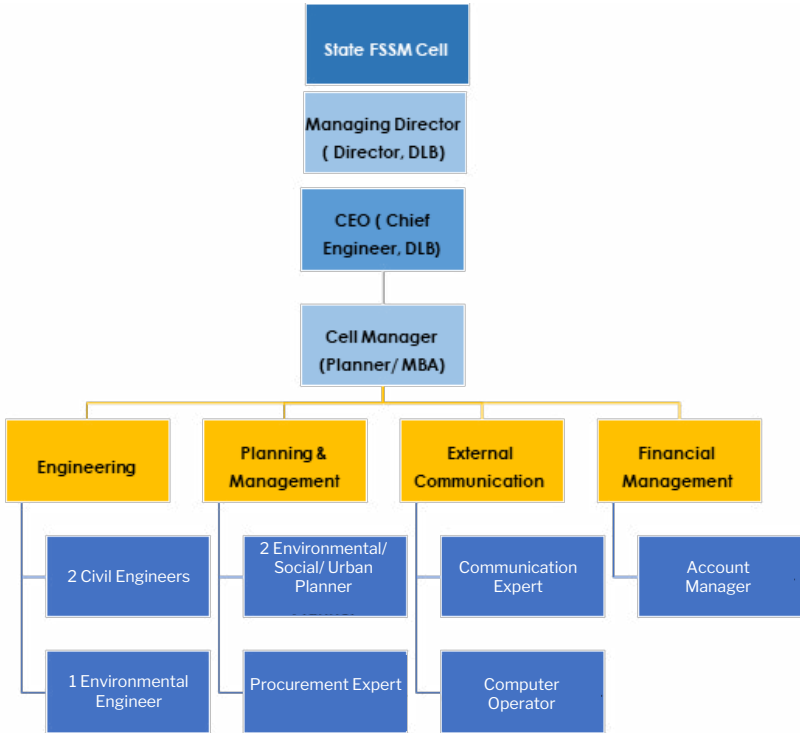 State FSSM Cell
Managing Director
( Director, DLB)
CEO ( Chief
Engineer, DLB)
Cell Manager
(Planner/ MBA)
Engineering
Planning &
Management
External
Communication
Financial
Management
2 Civil Engineers
2 Environmental/
Social/ Urban
Planner
Communication
Expert
Account
Manager
1 Environmental
Engineer
Procurement Expert
Computer
Operator